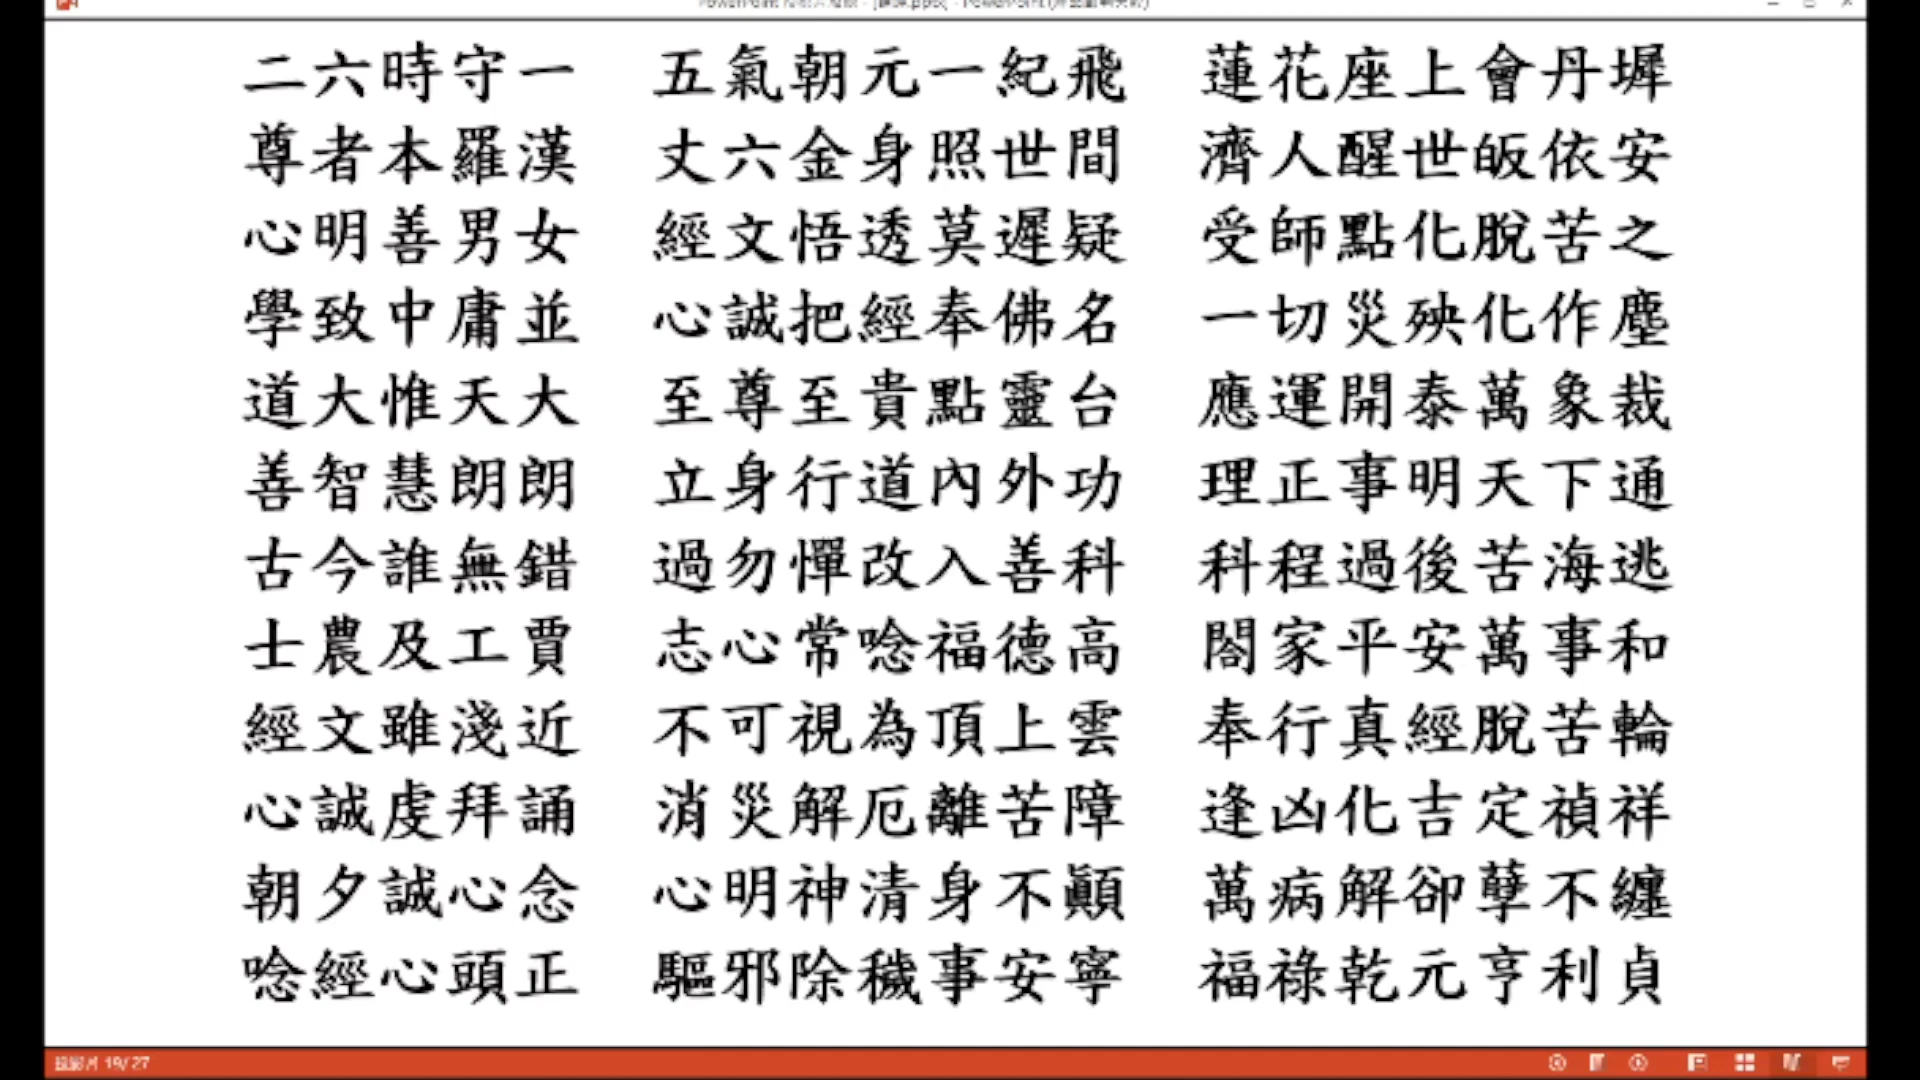 二六時守一 五氣朝元一紀飛 蓮花座上會丹墀
尊者本羅漢 丈六金身照世間 濟人醒世皈依安
心明善男女 經文悟透莫遲疑 受師點化脫苦之
學致中庸並 心誠把經奉佛名 一切災殃化作塵
道大惟天大 至尊至貴點靈台 應運開泰萬象裁
善智慧朗朗 立身行道內外功 理正事明天下通
古今誰無錯 過勿憚改入善科 科程過後苦海逃
士農及工賈 志心常唸福德高 閤家平安萬事和
經文雖淺近 不可視為頂上雲 奉行真經脫苦輪
心誠虔拜誦 消災解厄離苦障 逢凶化吉定禎祥
朝夕誠心念 心明神清身不顛 萬病解卻孽不纏
唸經心頭正 驅邪除穢事安寧 福祿乾元亨利貞
投影片 19/27